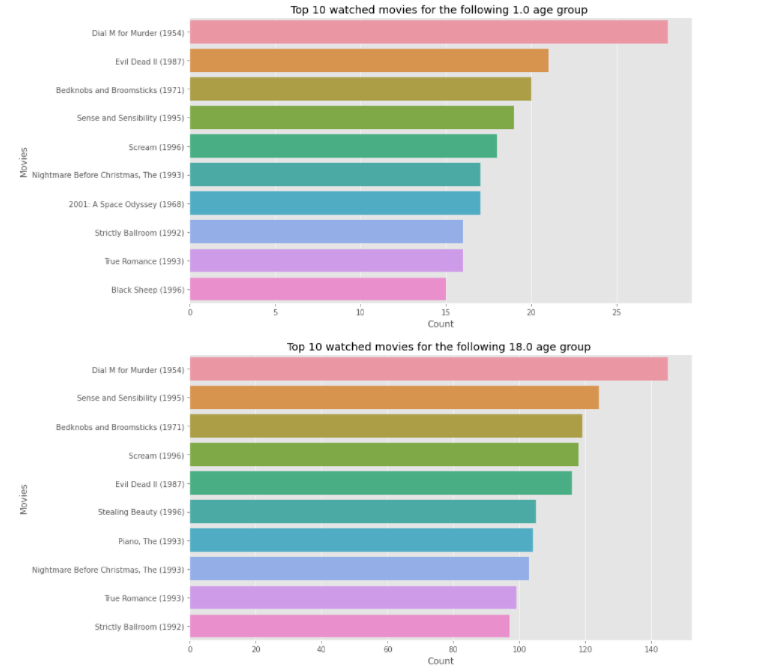 Top 10 watched movies for the following 1.0 age group
Dial M for Murder (1954)
Evil Dead II (1987)
Bedknobs and Broomsticks (1971)
Sense and Sensibility (1995)
Scream (1996)
Movies
Nightmare Before Christmas, The (1993)
2001: A Space Odyssey (1968)
Strictly Ballroom (1992)
True Romance (1993)
Black Sheep (1996)
0 5 10 15 20 25
Count
Top 10 watched movies for the following 18.0 age group
Dial M for Murder (1954)
Sense and Sensibility (1995)
Bedknobs and Broomsticks (1971)
Scream (1996)
Evil Dead II (1987)
Movies
Stealing Beauty (1996)
Piano, The (1993)
Nightmare Before Christmas, The (1993)
True Romance (1993)
Strictly Ballroom (1992)
0 20 40 60 80 100 120 140
Count